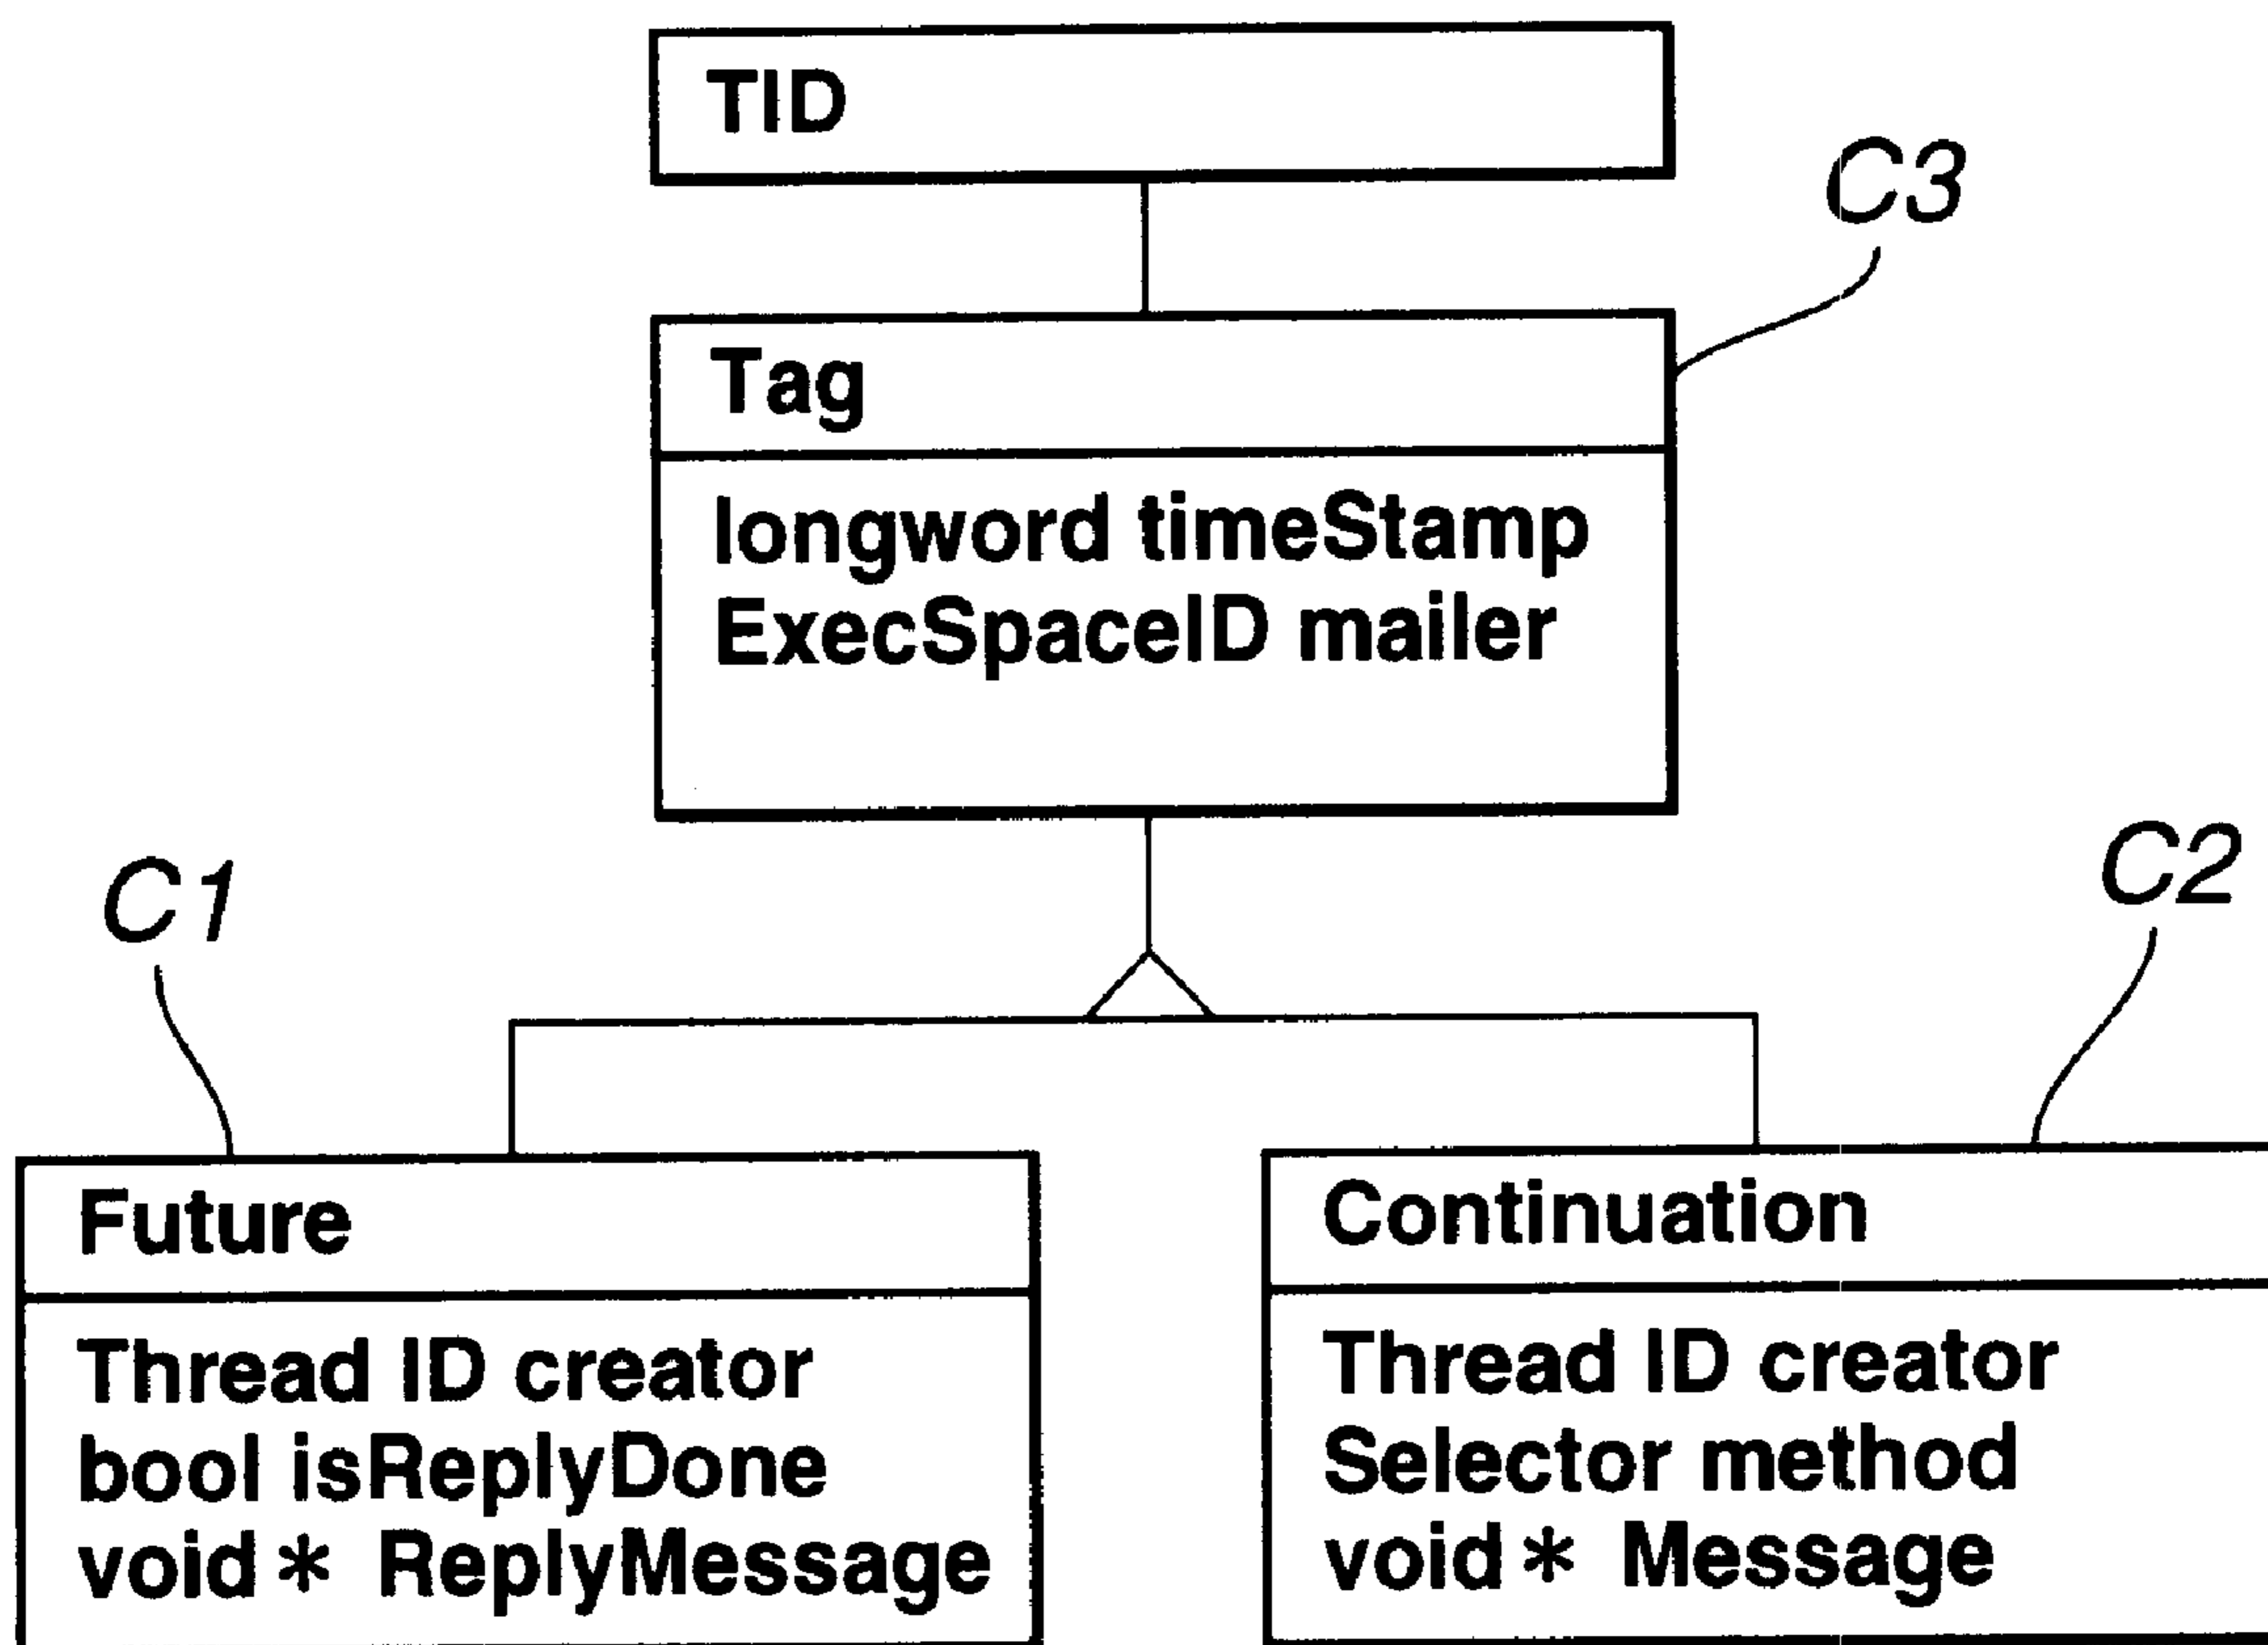 TID
C3
Tag
longword timeStamp
ExecSpaceID mailer
C1
C2
Future
Thread ID creator
bool isReplyDone
void * ReplyMessage
Continuation
Thread ID creator
Selector method
void * Message